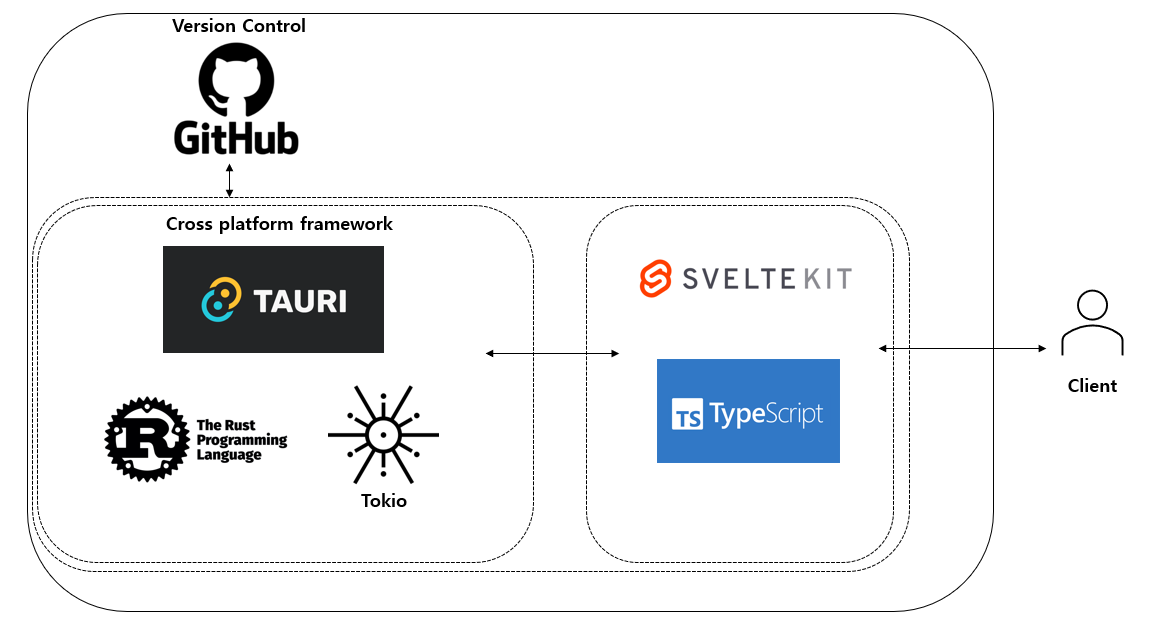 Version Control
GitHub
Cross platform framework
TAURI
SVELTEKIT
R
The Rust
Programming
Language
Tokio
TS TypeScript
Client